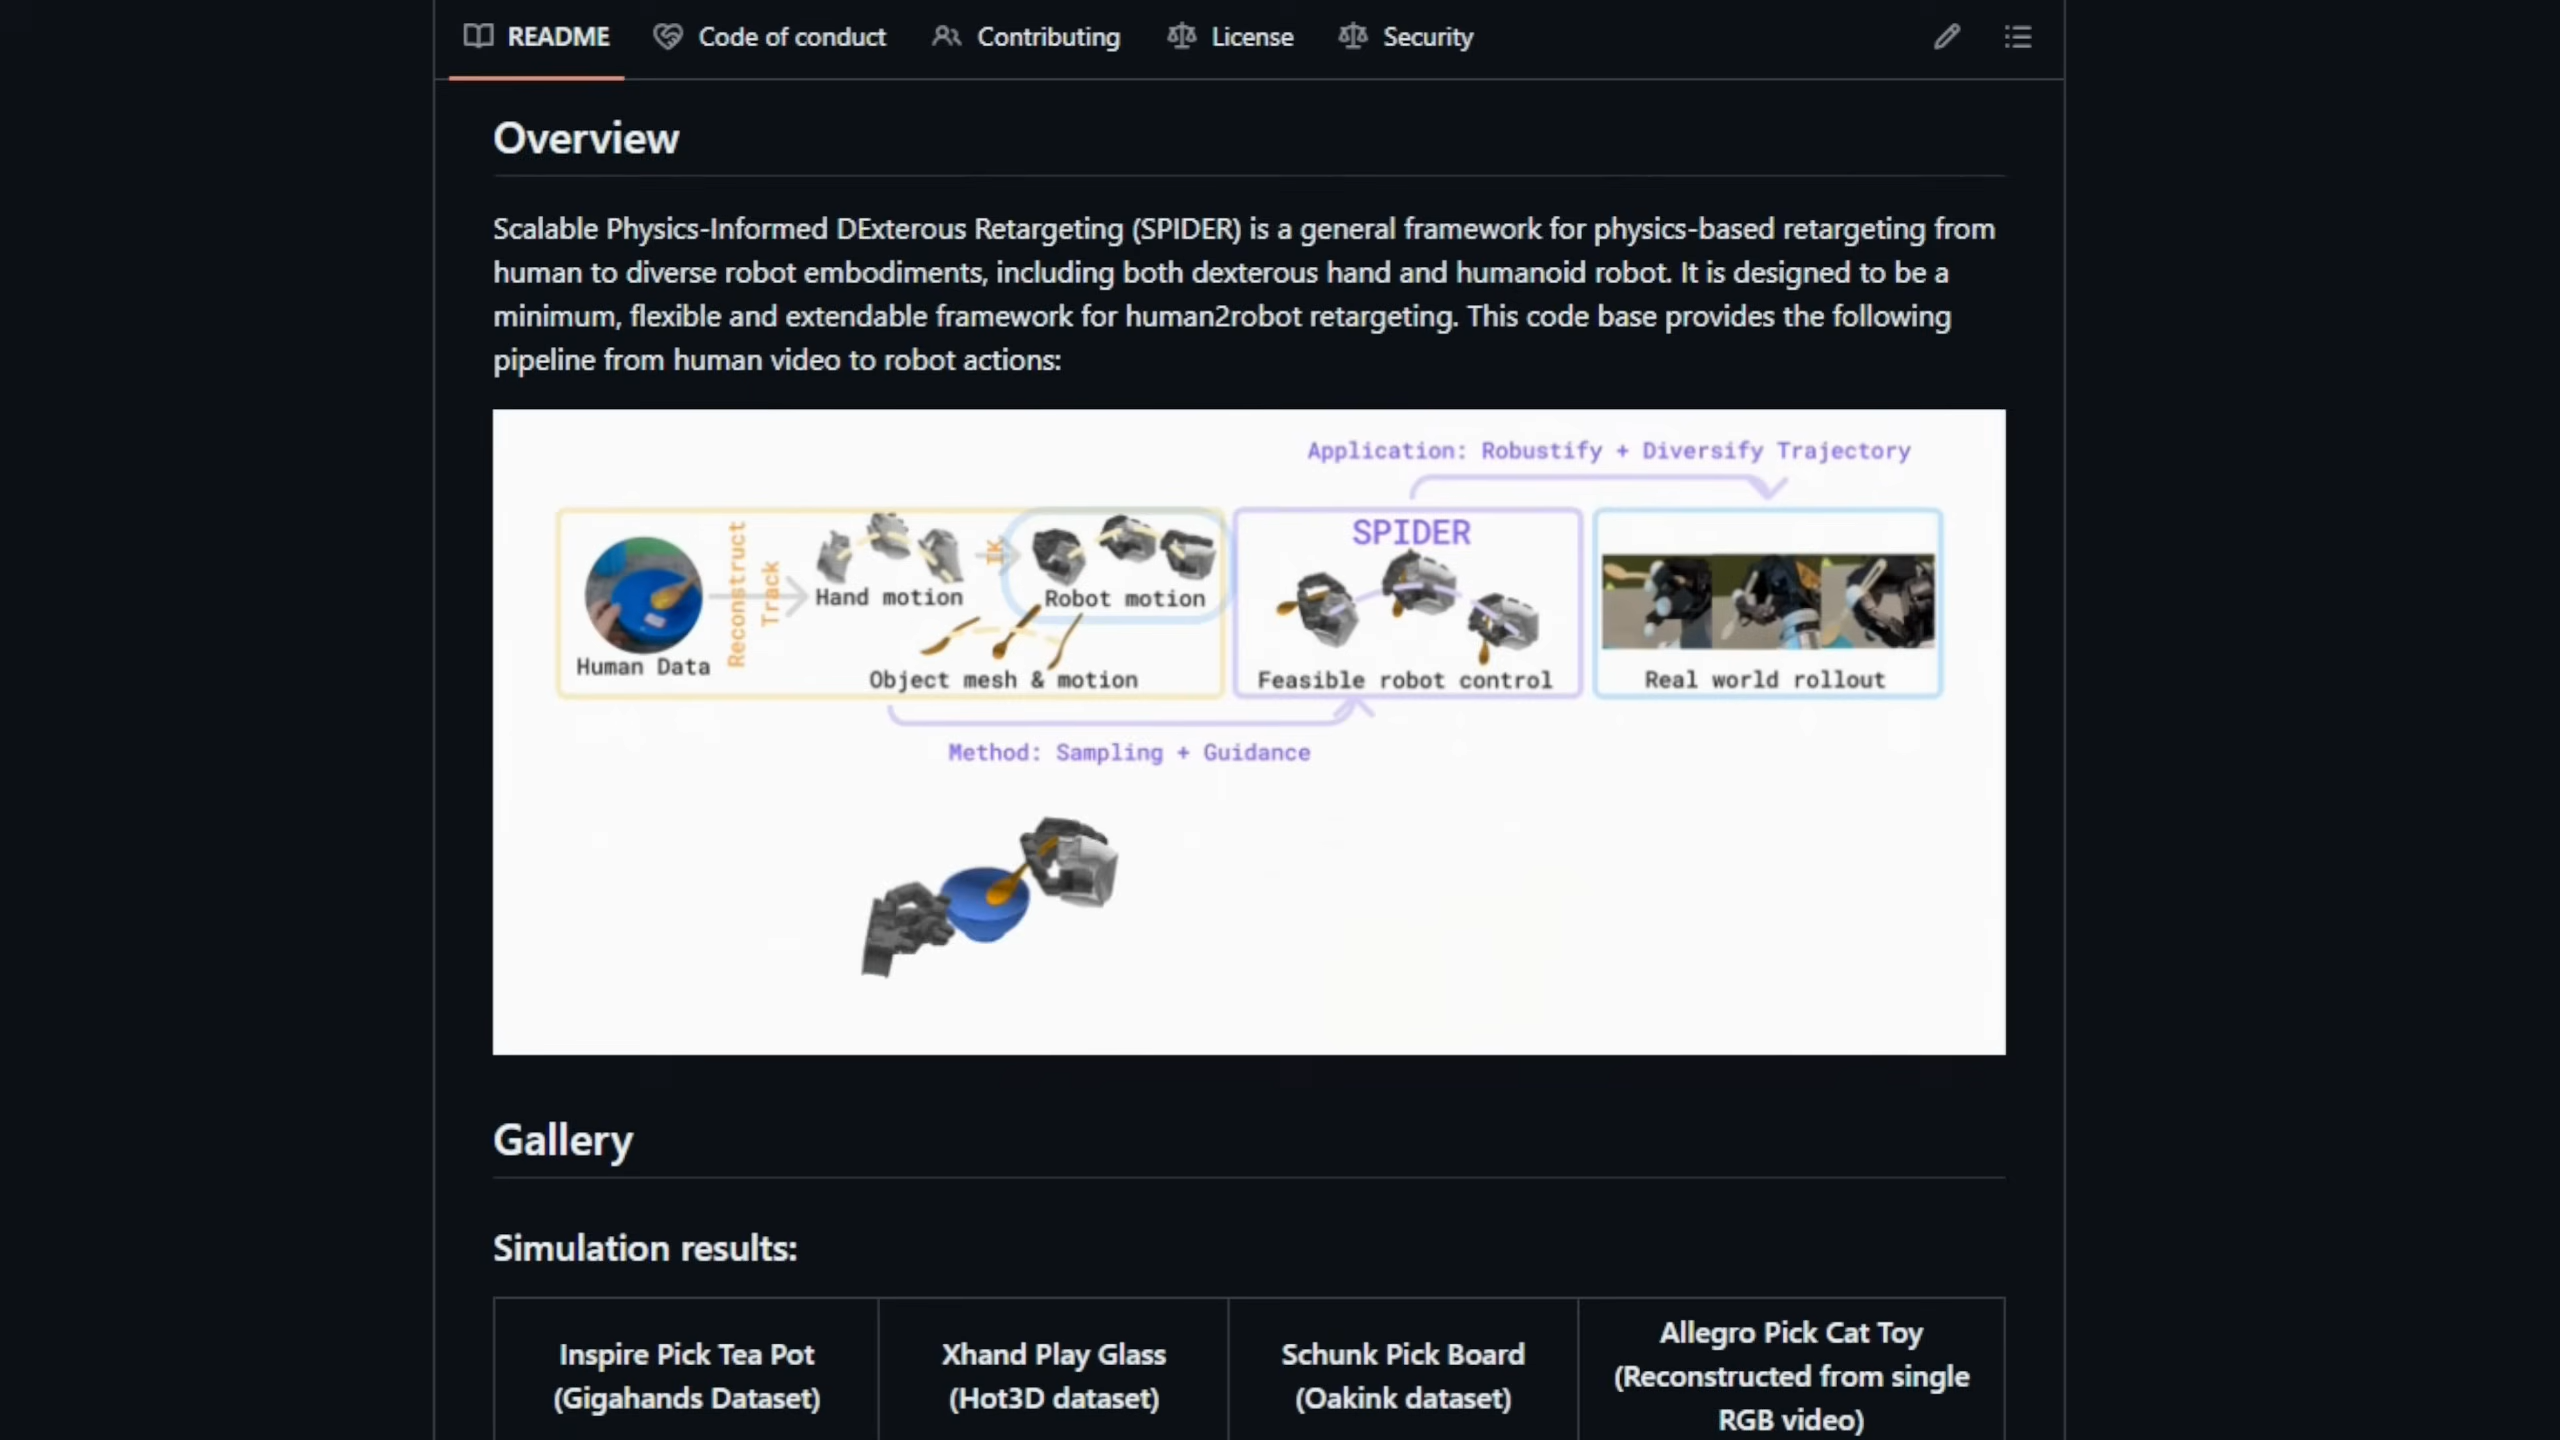 README Code of conduct Contributing License Security
Overview
Scalable Physics-Informed DExterous Retargeting (SPIDER) is a general framework for physics-based retargeting from
human to diverse robot embodiments, including both dexterous hand and humanoid robot. It is designed to be a
minimum, flexible and extendable framework for human2robot retargeting. This code base provides the following
pipeline from human video to robot actions:
Application: Robustify + Diversify Trajectory
Human Data
Reconstruct
Track
Hand motion
IK
Robot motion
Object mesh & motion
SPIDER
Feasible robot control
Real world rollout
Method: Sampling + Guidance
Gallery
Simulation results:
Inspire Pick Tea Pot
(Gigahands Dataset)
Xhand Play Glass
(Hot3D dataset)
Schunk Pick Board
(Oakink dataset)
Allegro Pick Cat Toy
(Reconstructed from single
RGB video)